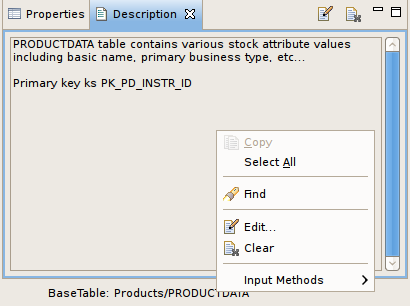 Properties
Description
PRODUCTDATA table contains various stock attribute values
including basic name, primary business type, etc...
Primary key ks PK_PD_INSTR_ID
Copy
Select All
Find
Edit...
Clear
Input Methods
BaseTable: Products/PRODUCTDATA